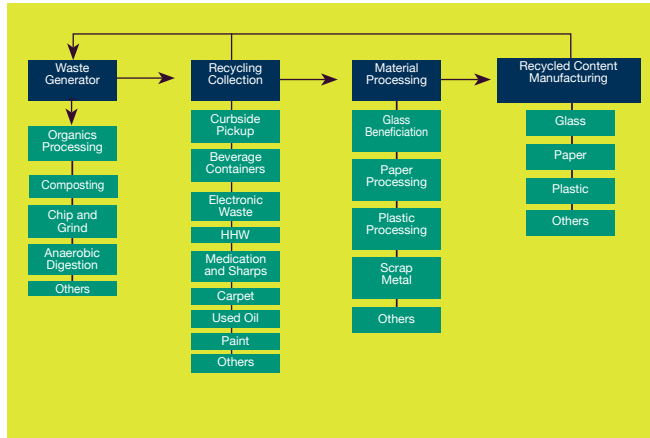 Waste
Generator
Recycling
Collection
Material
Processing
Recycled Content
Manufacturing
Organics
Processing
Composting
Chip and
Grind
Anaerobic
Digestion
Others
Curbside
Pickup
Beverage
Containers
Electronic
Waste
HHW
Medication
and Sharps
Carpet
Used Oil
Paint
Others
Glass
Beneficiation
Paper
Processing
Plastic
Processing
Scrap
Metal
Others
Glass
Paper
Plastic
Others